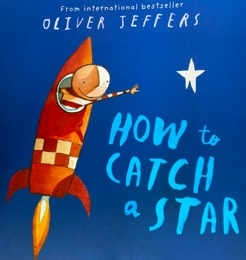 From international bestseller
OLIVER JEFFERS
HOW to
CATCH
a STAR